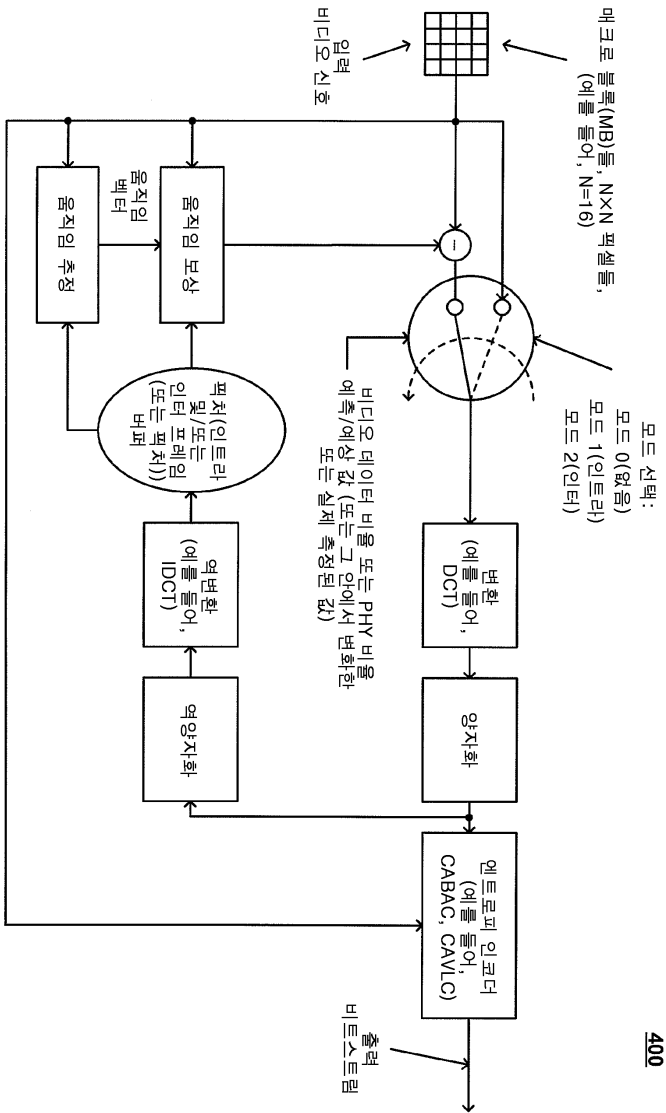 400
매크로 블록(MB)들, N×N 픽셀들,
(예를 들어, N=16)
입력
비디오 신호
모드 선택:
모드 0(없음)
모드 1(인트라)
모드 2(인터)
비디오 데이터 비율 또는 PHY 비율
예측/예상 값 (또는 그 안에서 변화한
또는 실제 측정된 값)
변환
(예를 들어,
DCT)
양자화
엔트로피 인코더
(예를 들어,
CABAC, CAVLC)
출력
비트스트림
움직임 보상
움직임
벡터
움직임 추정
픽처(인트라
및/또는
인터 프레임
(또는 픽처))
버퍼
역변환
(예를 들어,
IDCT)
역양자화